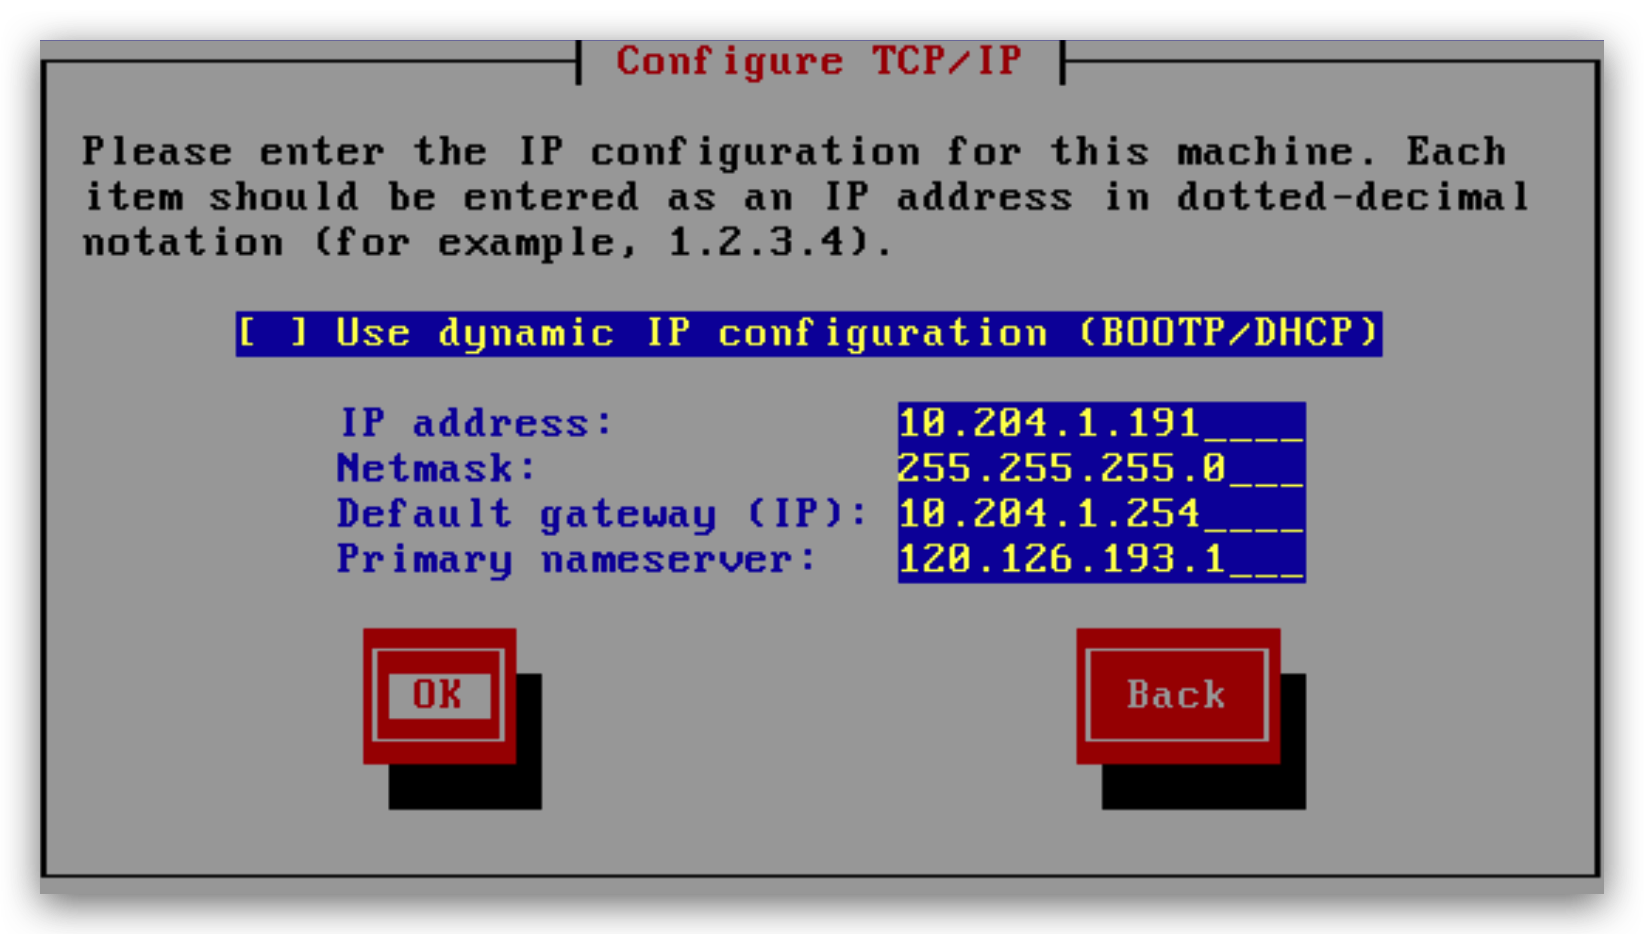 Configure TCP/IP
Please enter the IP configuration for this machine. Each
item should be entered as an IP address in dotted-decimal
notation (for example, 1.2.3.4).
[ ] Use dynamic IP configuration (BOOTP/DHCP)
IP address: 10.204.1.191____
Netmask: 255.255.255.0___
Default gateway (IP): 10.204.1.254____
Primary nameserver: 120.126.193.1___
OK Back